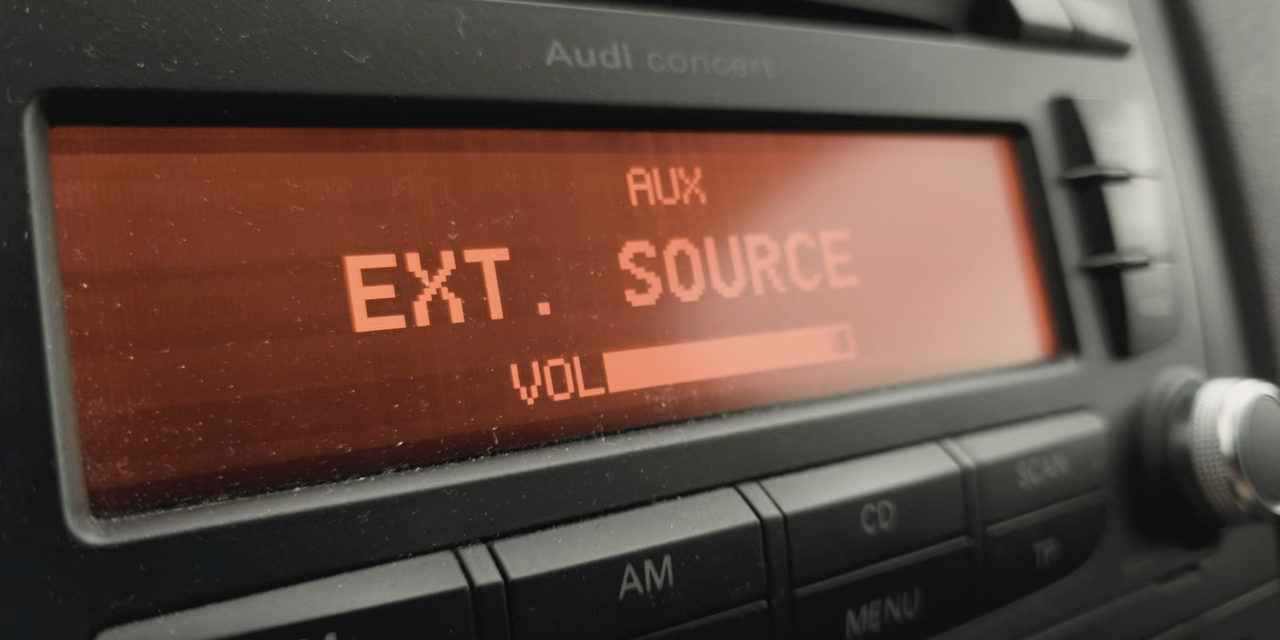 Audi concert
AUX
EXT. SOURCE
VOL
AM
CD
SCAN
MENU
TP